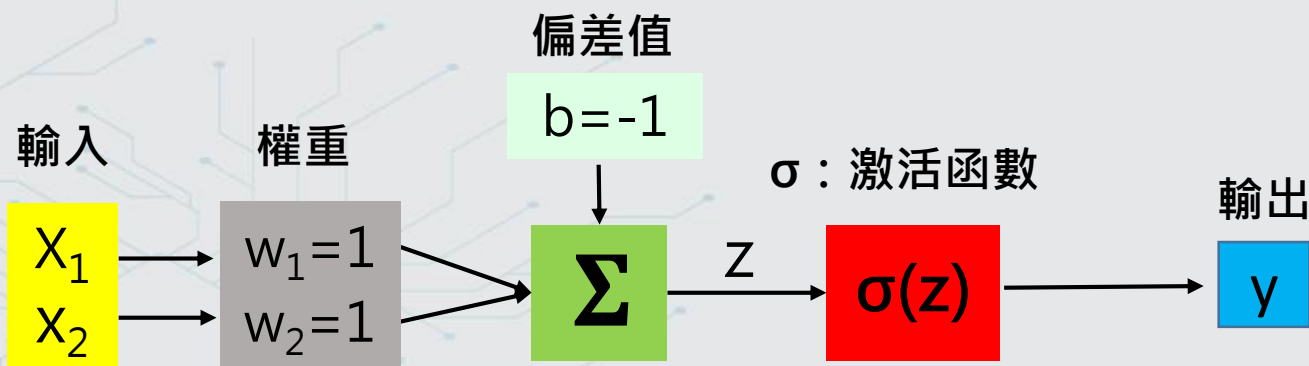 偏差值
b=-1
輸入
權重
σ：激活函數
輸出
X₁
x₂
w₁=1
w₂=1
Σ
z
σ(z)
y